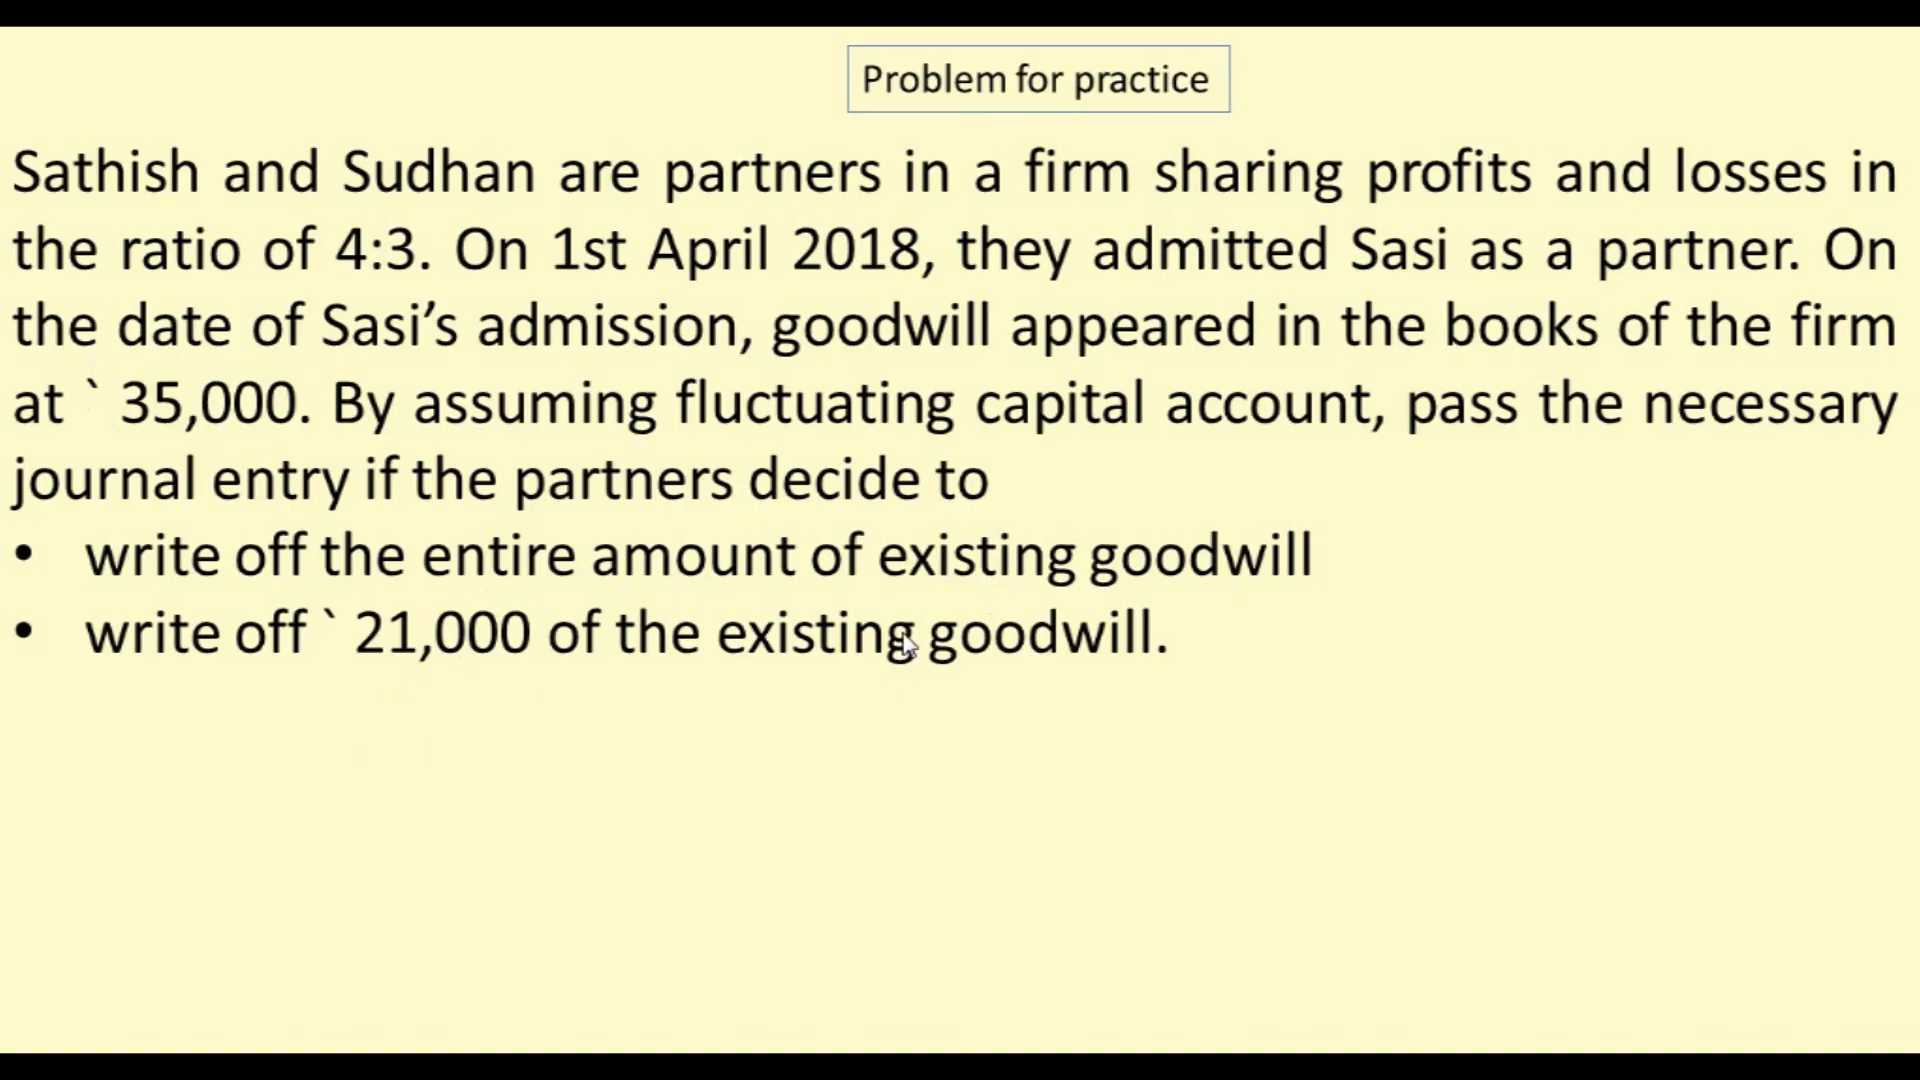 Problem for practice
Sathish and Sudhan are partners in a firm sharing profits and losses in
the ratio of 4:3. On 1st April 2018, they admitted Sasi as a partner. On
the date of Sasi’s admission, goodwill appeared in the books of the firm
at ` 35,000. By assuming fluctuating capital account, pass the necessary
journal entry if the partners decide to
• write off the entire amount of existing goodwill
• write off ` 21,000 of the existing goodwill.